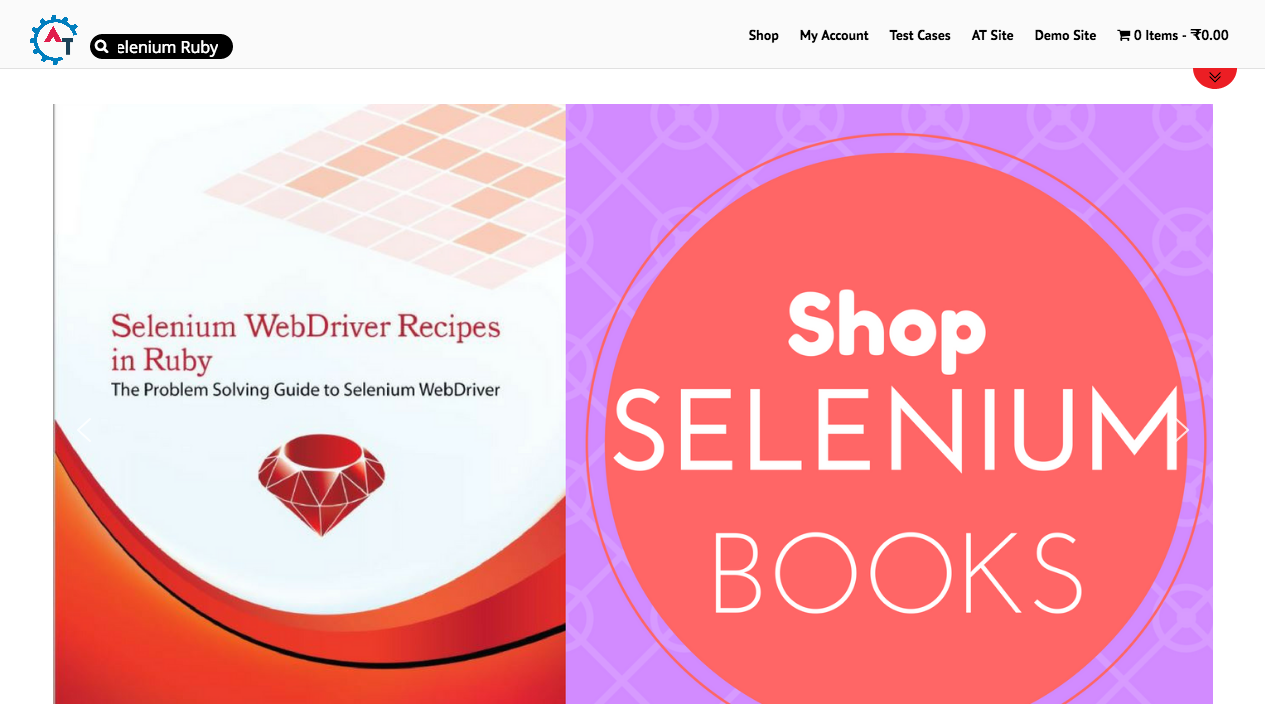 AT
elenium Ruby
Shop
My Account
Test Cases
AT Site
Demo Site
0 Items - ₹0.00
Selenium WebDriver Recipes
in Ruby
The Problem Solving Guide to Selenium WebDriver
Shop
SELENIUM
BOOKS